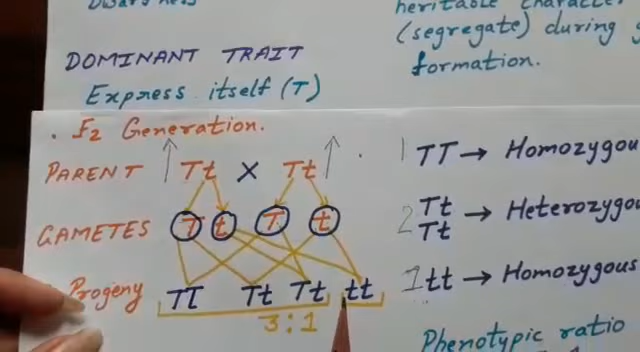 heritable
(segregate) during
formation.
DOMINANT TRAIT
Express itself (T)
. F2 Generation.
PARENT Tt X Tt
GAMETES T t T t
Progeny TT Tt Tt tt
3:1
1 TT → Homozygou
2 Tt → Heterozygou
Tt
1 tt → Homozygous
Phenotypic ratio